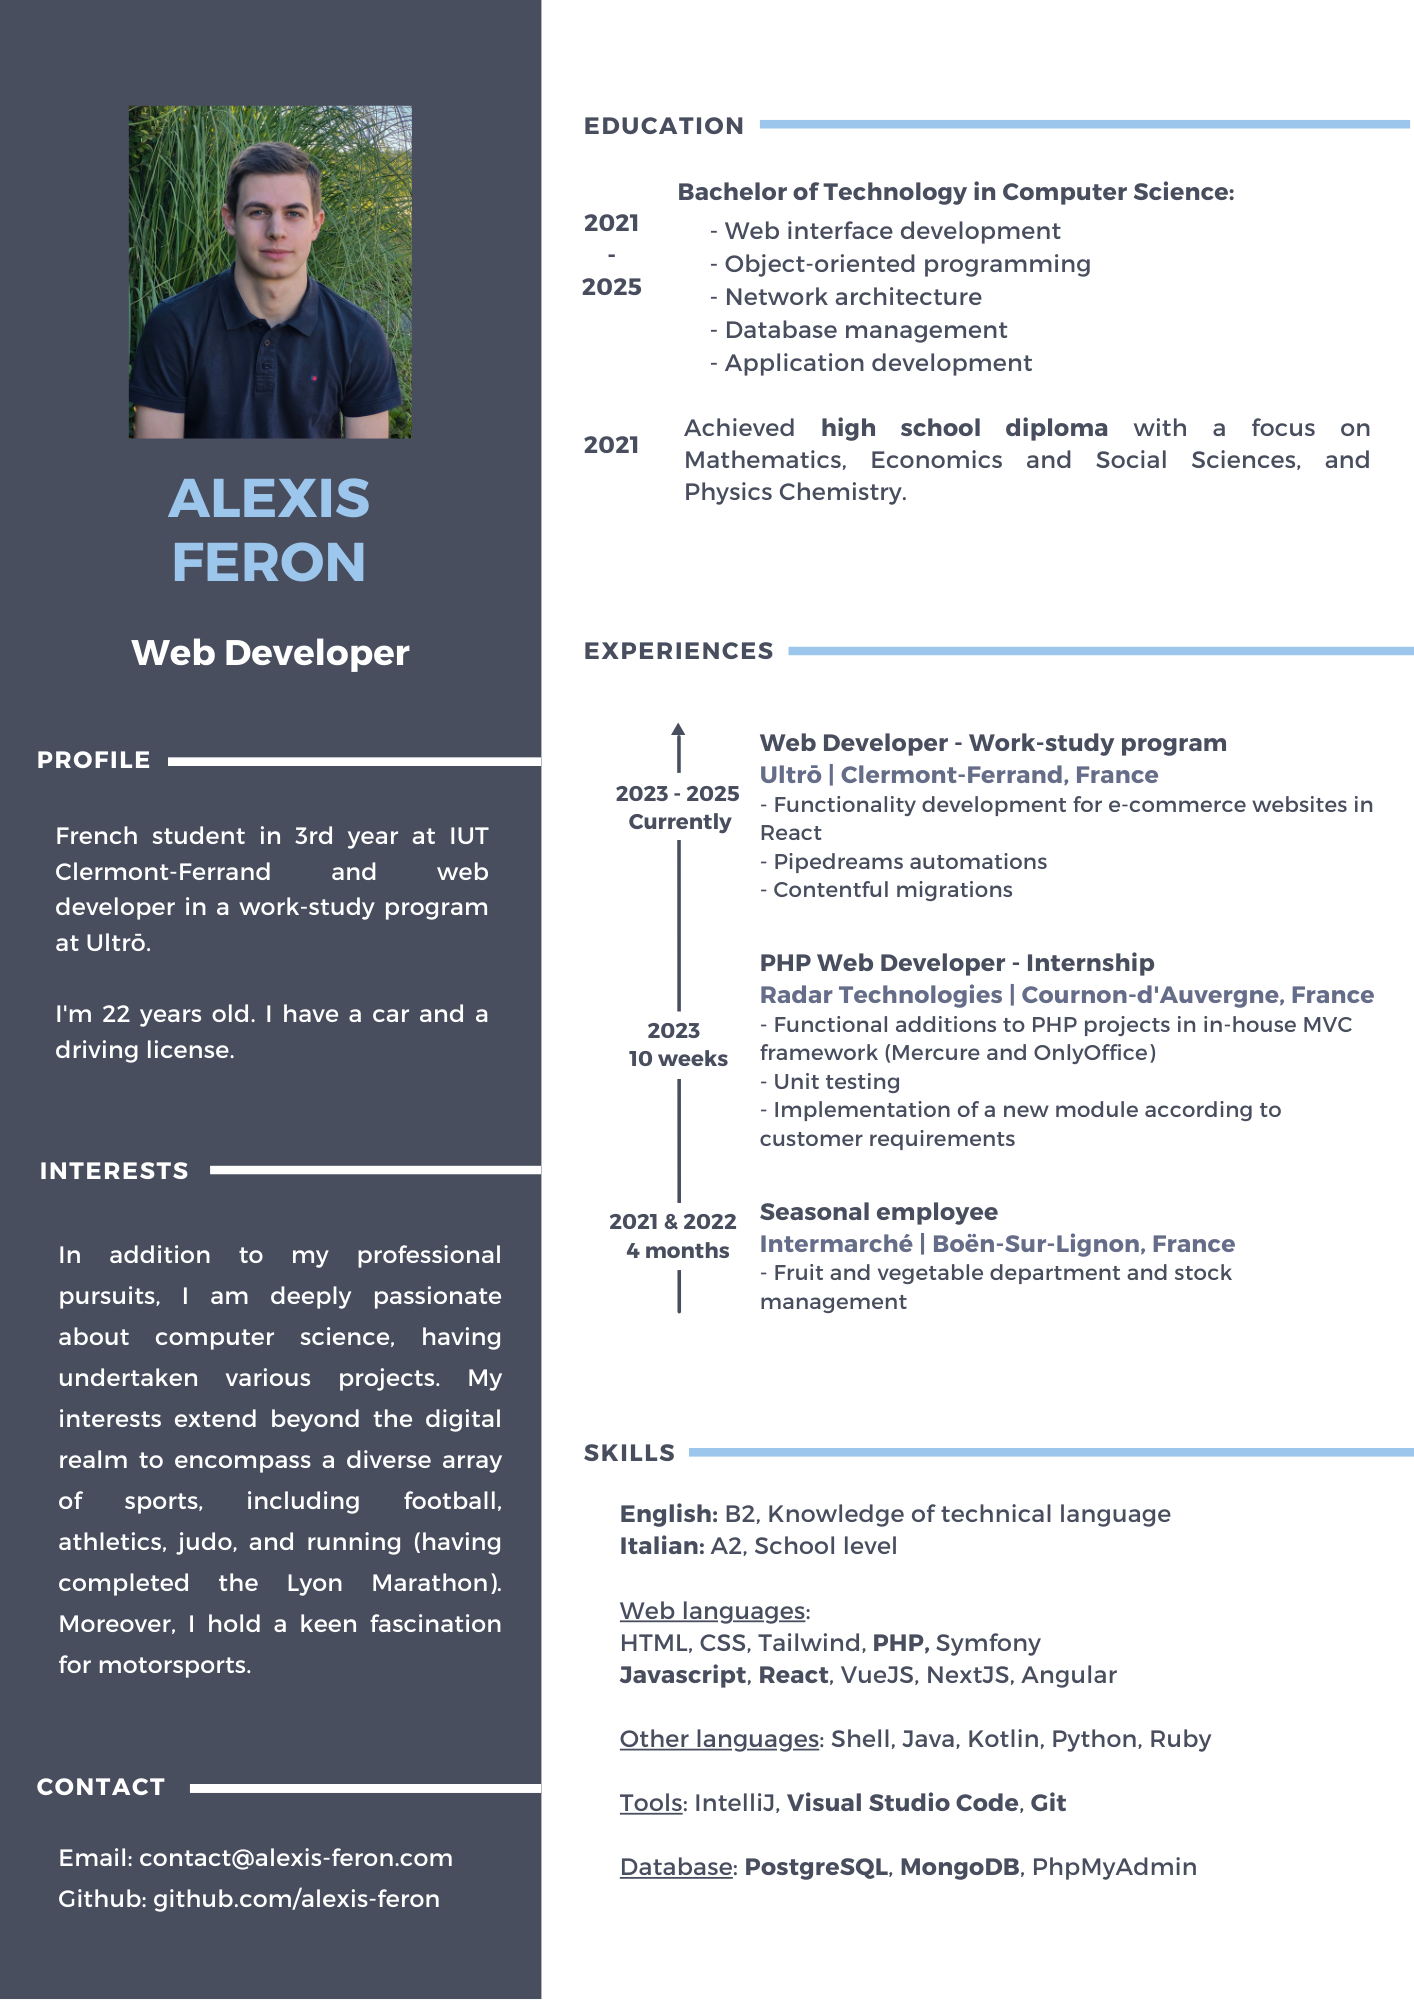 ALEXIS
FERON
Web Developer
PROFILE
French student in 3rd year at IUT
Clermont-Ferrand and web
developer in a work-study program
at Ultrō.
I'm 22 years old. I have a car and a
driving license.
INTERESTS
In addition to my professional
pursuits, I am deeply passionate
about computer science, having
undertaken various projects. My
interests extend beyond the digital
realm to encompass a diverse array
of sports, including football,
athletics, judo, and running (having
completed the Lyon Marathon).
Moreover, I hold a keen fascination
for motorsports.
CONTACT
Email: contact@alexis-feron.com
Github: github.com/alexis-feron
EDUCATION
2021
-
2025
Bachelor of Technology in Computer Science:
- Web interface development
- Object-oriented programming
- Network architecture
- Database management
- Application development
2021
Achieved high school diploma with a focus on
Mathematics, Economics and Social Sciences, and
Physics Chemistry.
EXPERIENCES
2023 - 2025
Currently
Web Developer - Work-study program
Ultrō | Clermont-Ferrand, France
- Functionality development for e-commerce websites in
React
- Pipedreams automations
- Contentful migrations
2023
10 weeks
PHP Web Developer - Internship
Radar Technologies | Cournon-d'Auvergne, France
- Functional additions to PHP projects in in-house MVC
framework (Mercure and OnlyOffice)
- Unit testing
- Implementation of a new module according to
customer requirements
2021 & 2022
4 months
Seasonal employee
Intermarché | Boën-Sur-Lignon, France
- Fruit and vegetable department and stock
management
SKILLS
English: B2, Knowledge of technical language
Italian: A2, School level
Web languages:
HTML, CSS, Tailwind, PHP, Symfony
Javascript, React, VueJS, NextJS, Angular
Other languages: Shell, Java, Kotlin, Python, Ruby
Tools: IntelliJ, Visual Studio Code, Git
Database: PostgreSQL, MongoDB, PhpMyAdmin